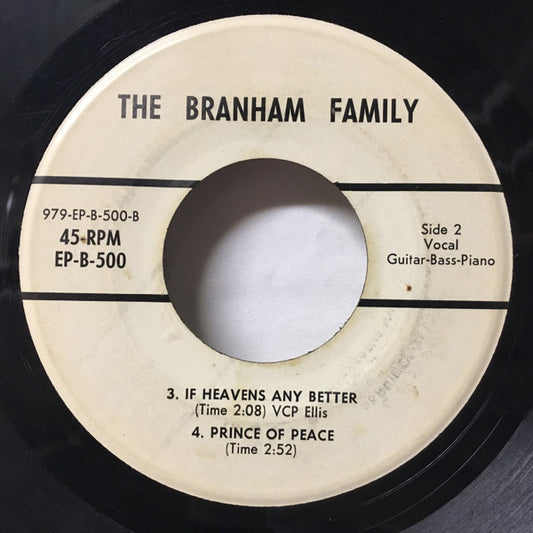 THE BRANHAM FAMILY
979-EP-B-500-B
45-RPM
EP-B-500
Side 2
Vocal
Guitar-Bass-Piano
3. IF HEAVENS ANY BETTER
(Time 2:08) VCP Ellis
4. PRINCE OF PEACE
(Time 2:52)